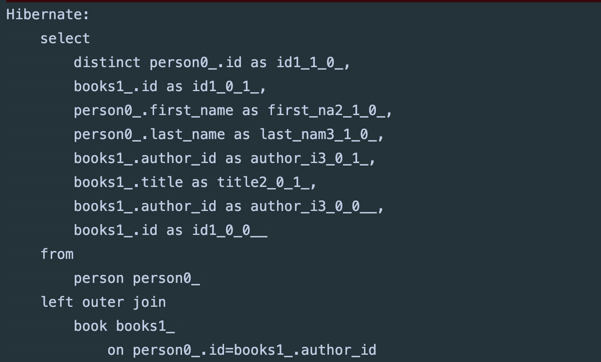 Hibernate:
select
distinct person0_.id as id1_1_0_,
books1_.id as id1_0_1_,
person0_.first_name as first_na2_1_0_,
person0_.last_name as last_nam3_1_0_,
books1_.author_id as author_i3_0_1_,
books1_.title as title2_0_1_,
books1_.author_id as author_i3_0_0__,
books1_.id as id1_0_0__
from
person person0_
left outer join
book books1_
on person0_.id=books1_.author_id